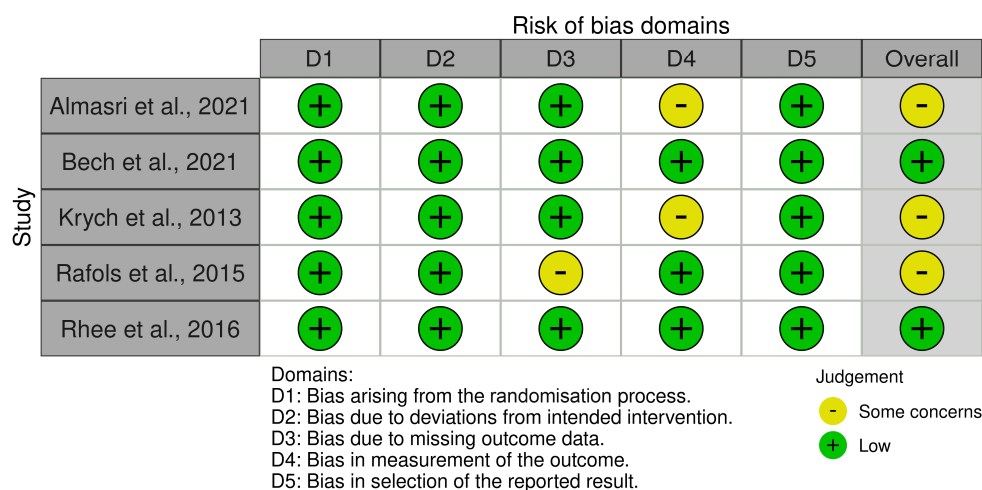 Risk of bias domains
D1 D2 D3 D4 D5 Overall
Study
Almasri et al., 2021 + + + - + -
Bech et al., 2021 + + + + + +
Krych et al., 2013 + + + - + -
Rafols et al., 2015 + + - + + -
Rhee et al., 2016 + + + + + +
Domains:
D1: Bias arising from the randomisation process.
D2: Bias due to deviations from intended intervention.
D3: Bias due to missing outcome data.
D4: Bias in measurement of the outcome.
D5: Bias in selection of the reported result.
Judgement
- Some concerns
+ Low